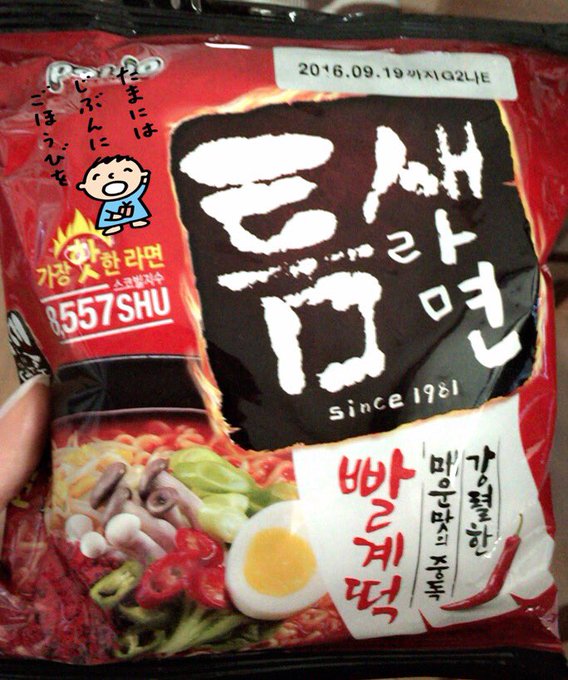 2016.09.19까지G2나E
たまには
じぶんに
ごほうびを
틈새
라면
since 1981
가장 핫한 라면
스코빌지수
8,557SHU
강렬한
매운맛의 중독
빨계떡